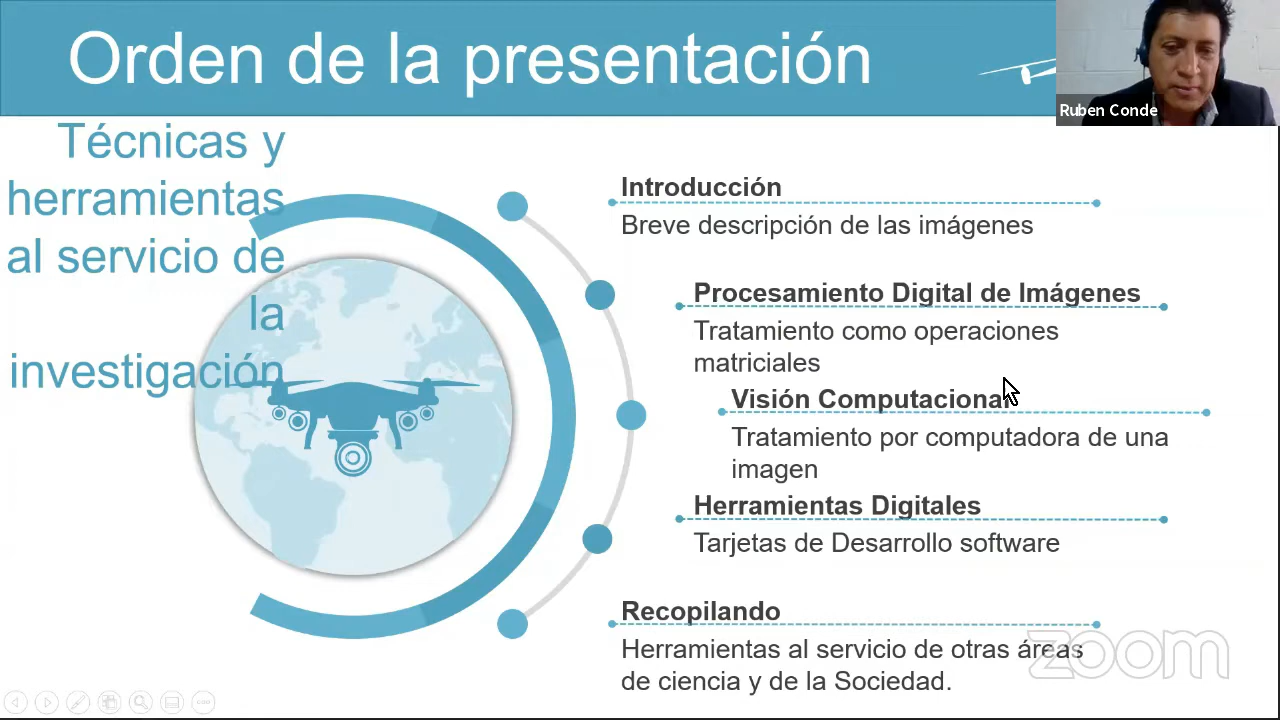 Orden de la presentación
Ruben Conde
Técnicas y
herramientas
al servicio de
la
investigación
Introducción
Breve descripción de las imágenes
Procesamiento Digital de Imágenes
Tratamiento como operaciones
matriciales
Visión Computacional
Tratamiento por computadora de una
imagen
Herramientas Digitales
Tarjetas de Desarrollo software
Recopilando
Herramientas al servicio de otras áreas
de ciencia y de la Sociedad.
zoom